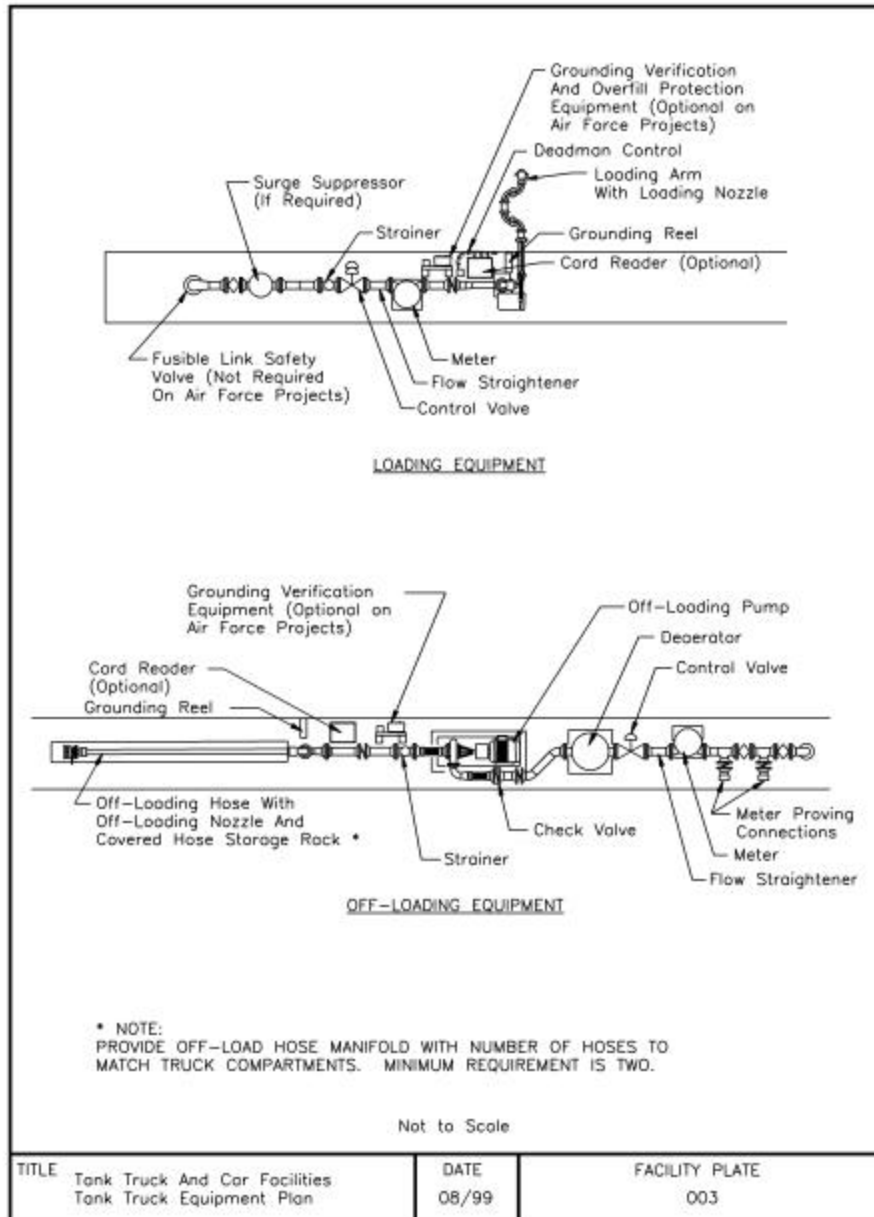 Grounding Verification
And Overfill Protection
Equipment (Optional on
Air Force Projects)
Deadman Control
Loading Arm
With Loading Nozzle
Surge Suppressor
(If Required)
Strainer
Grounding Reel
Card Reader (Optional)
Fusible Link Safety
Valve (Not Required
On Air Force Projects)
Meter
Flow Straightener
Control Valve
LOADING EQUIPMENT
Grounding Verification
Equipment (Optional on
Air Force Projects)
Off-Loading Pump
Deaerator
Control Valve
Card Reader
(Optional)
Grounding Reel
Off-Loading Hose With
Off-Loading Nozzle And
Covered Hose Storage Rack *
Strainer
Check Valve
Meter Proving
Connections
Meter
Flow Straightener
OFF-LOADING EQUIPMENT
* NOTE:
PROVIDE OFF-LOAD HOSE MANIFOLD WITH NUMBER OF HOSES TO
MATCH TRUCK COMPARTMENTS. MINIMUM REQUIREMENT IS TWO.
Not to Scale
TITLE
Tank Truck And Car Facilities
Tank Truck Equipment Plan
DATE
08/99
FACILITY PLATE
003